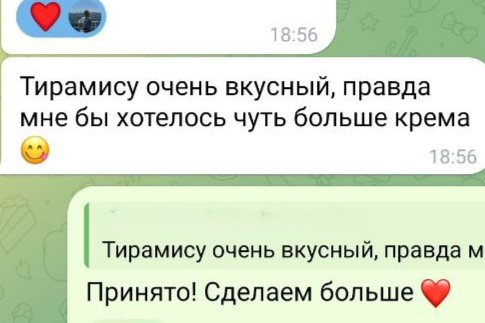 18:56
Тирамису очень вкусный, правда
мне бы хотелось чуть больше крема
😋
18:56
Тирамису очень вкусный, правда м
Принято! Сделаем больше ❤️